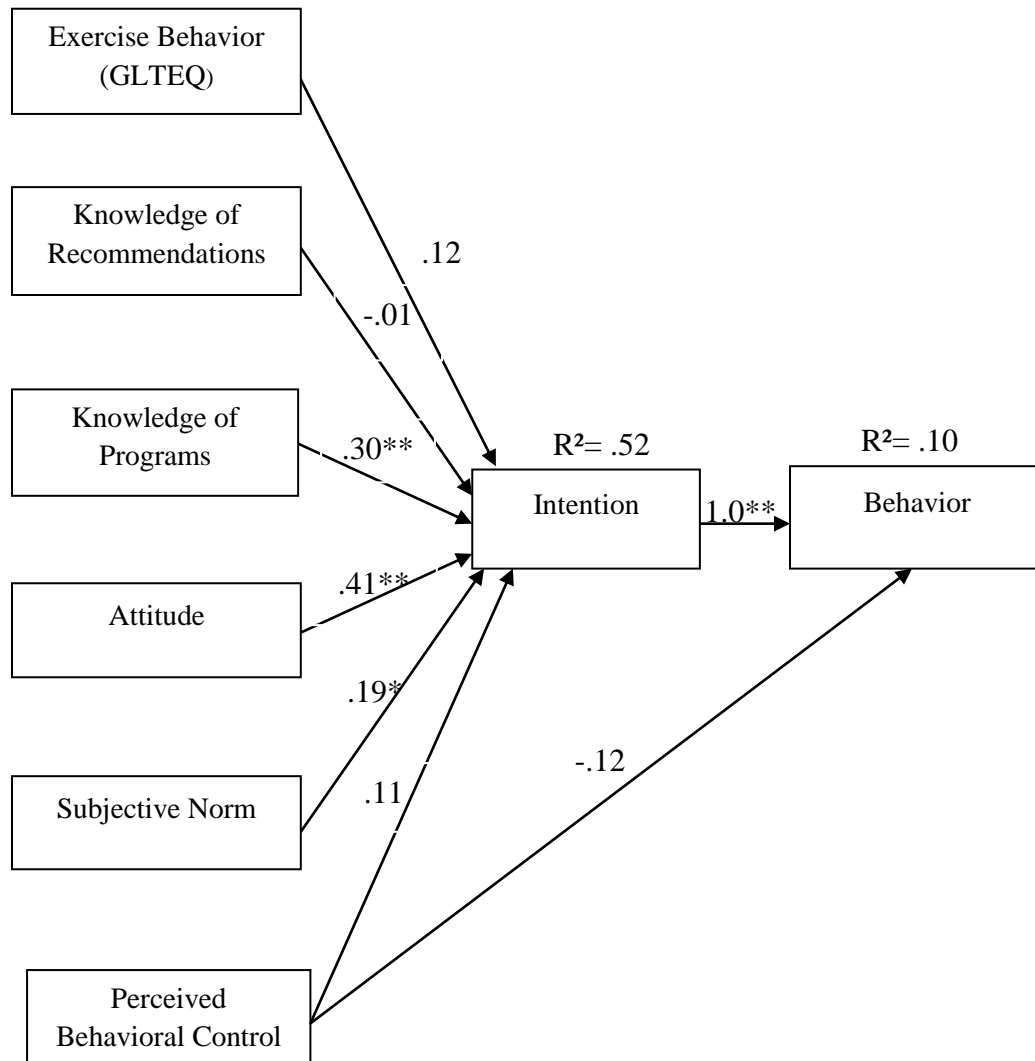 Exercise Behavior
(GLTEQ)
Knowledge of
Recommendations
.12
-.01
Knowledge of
Programs
.30**
R²= .52
R²= .10
Intention
1.0**
Behavior
.41**
Attitude
.19*
Subjective Norm
.11
-.12
Perceived
Behavioral Control